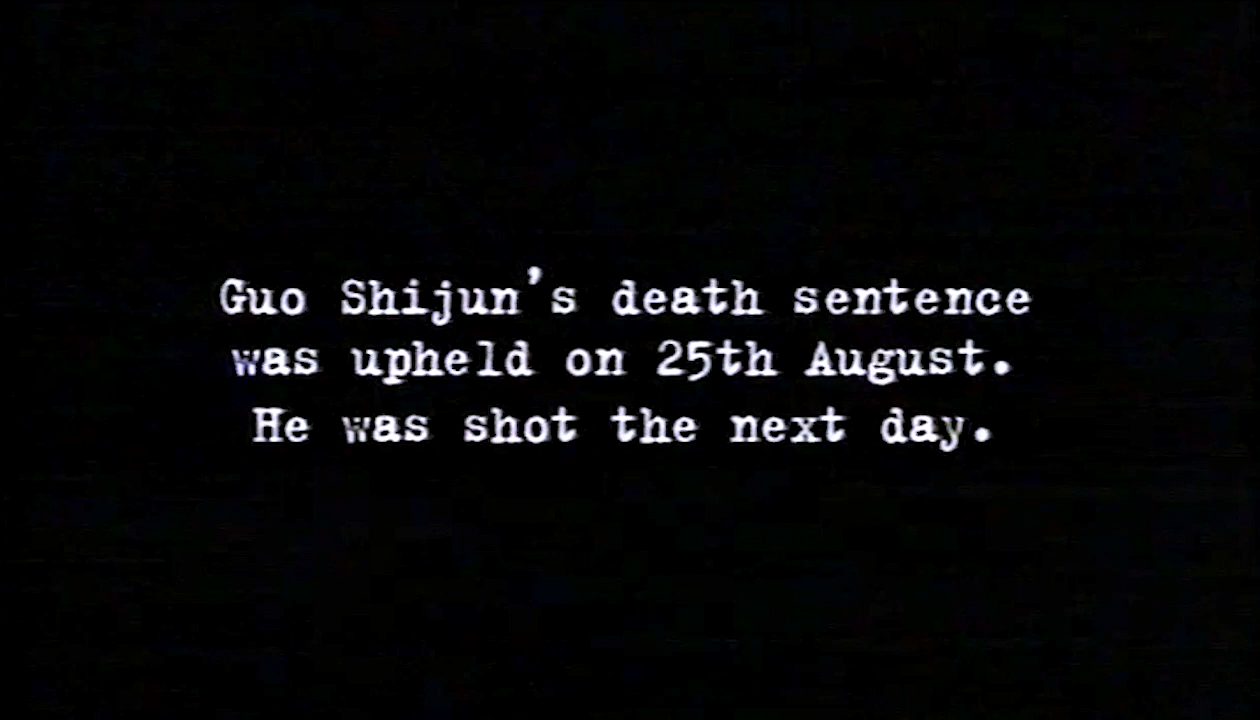 Guo Shijun's death sentence
was upheld on 25th August.
He was shot the next day.